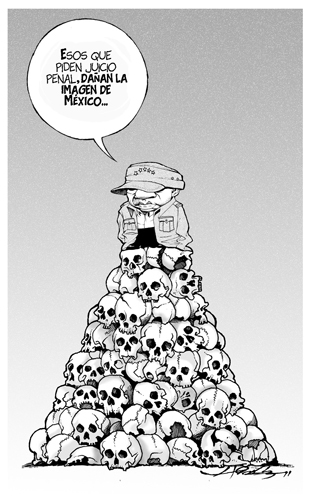 ESOS QUE
PIDEN JUICIO
PENAL, DAÑAN LA
IMAGEN DE
MÉXICO...